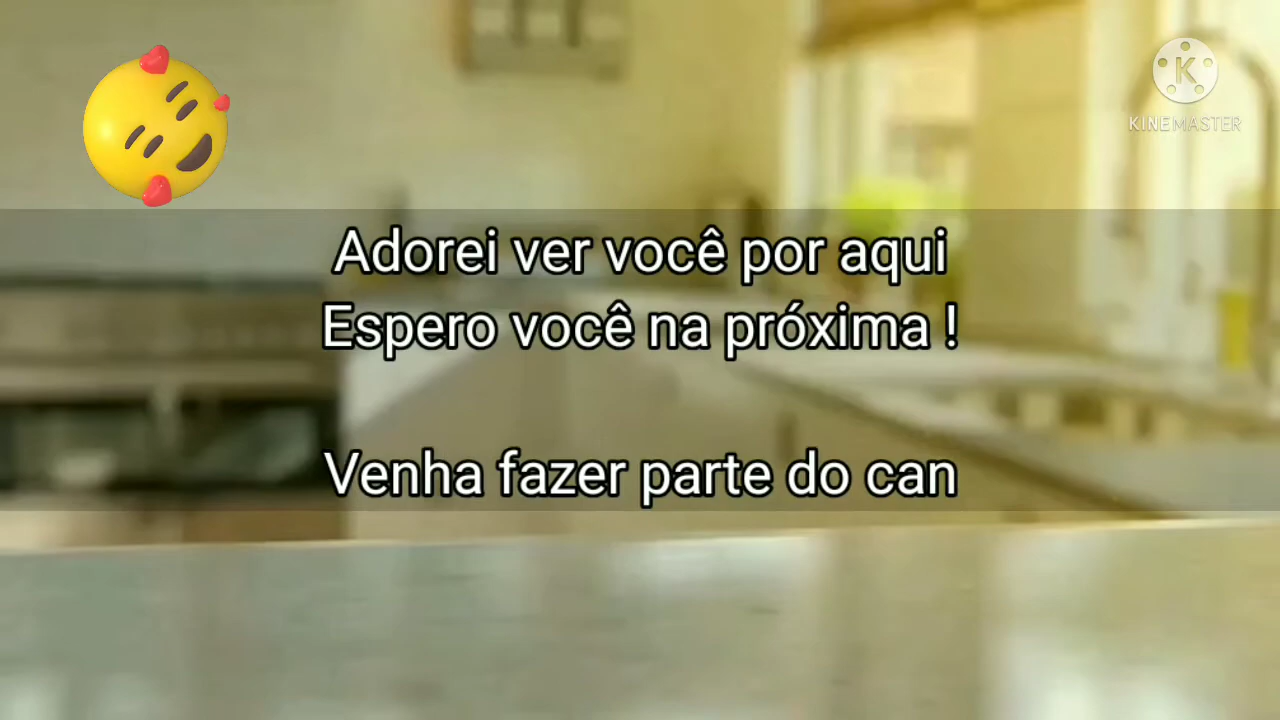 KINEMASTER
Adorei ver você por aqui
Espero você na próxima !
Venha fazer parte do can